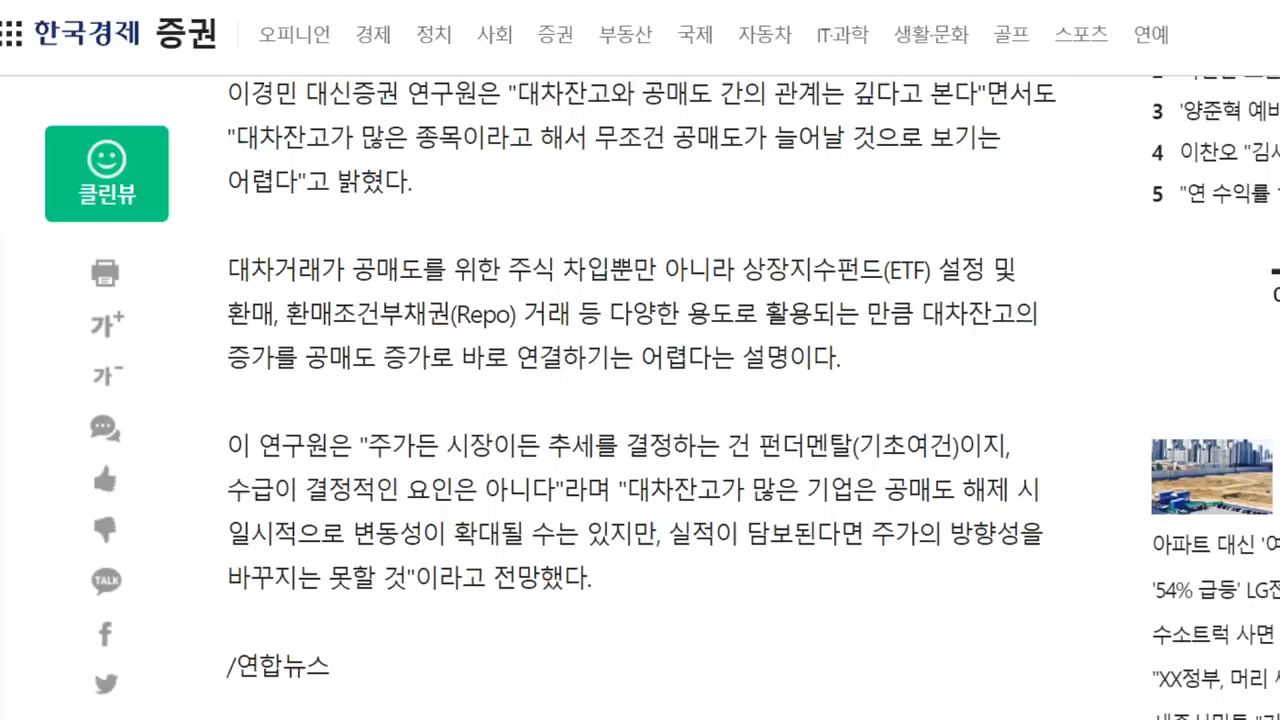 한국경제 증권 오피니언 경제 정치 사회 증권 부동산 국제 자동차 IT·과학 생활·문화 골프 스포츠 연예
이경민 대신증권 연구원은 "대차잔고와 공매도 간의 관계는 깊다고 본다"면서도
"대차잔고가 많은 종목이라고 해서 무조건 공매도가 늘어날 것으로 보기는
어렵다"고 밝혔다.
클린뷰
대차거래가 공매도를 위한 주식 차입뿐만 아니라 상장지수펀드(ETF) 설정 및
환매, 환매조건부채권(Repo) 거래 등 다양한 용도로 활용되는 만큼 대차잔고의
증가를 공매도 증가로 바로 연결하기는 어렵다는 설명이다.
가+
가-
이 연구원은 "주가든 시장이든 추세를 결정하는 건 펀더멘탈(기초여건)이지,
수급이 결정적인 요인은 아니다"라며 "대차잔고가 많은 기업은 공매도 해제 시
일시적으로 변동성이 확대될 수는 있지만, 실적이 담보된다면 주가의 방향성을
바꾸지는 못할 것"이라고 전망했다.
TALK
/연합뉴스
3 '양준혁 예비
4 이찬오 "김
5 "연 수익률
아파트 대신 '여
'54% 급등' LG전
수소트럭 사면
"XX정부, 머리